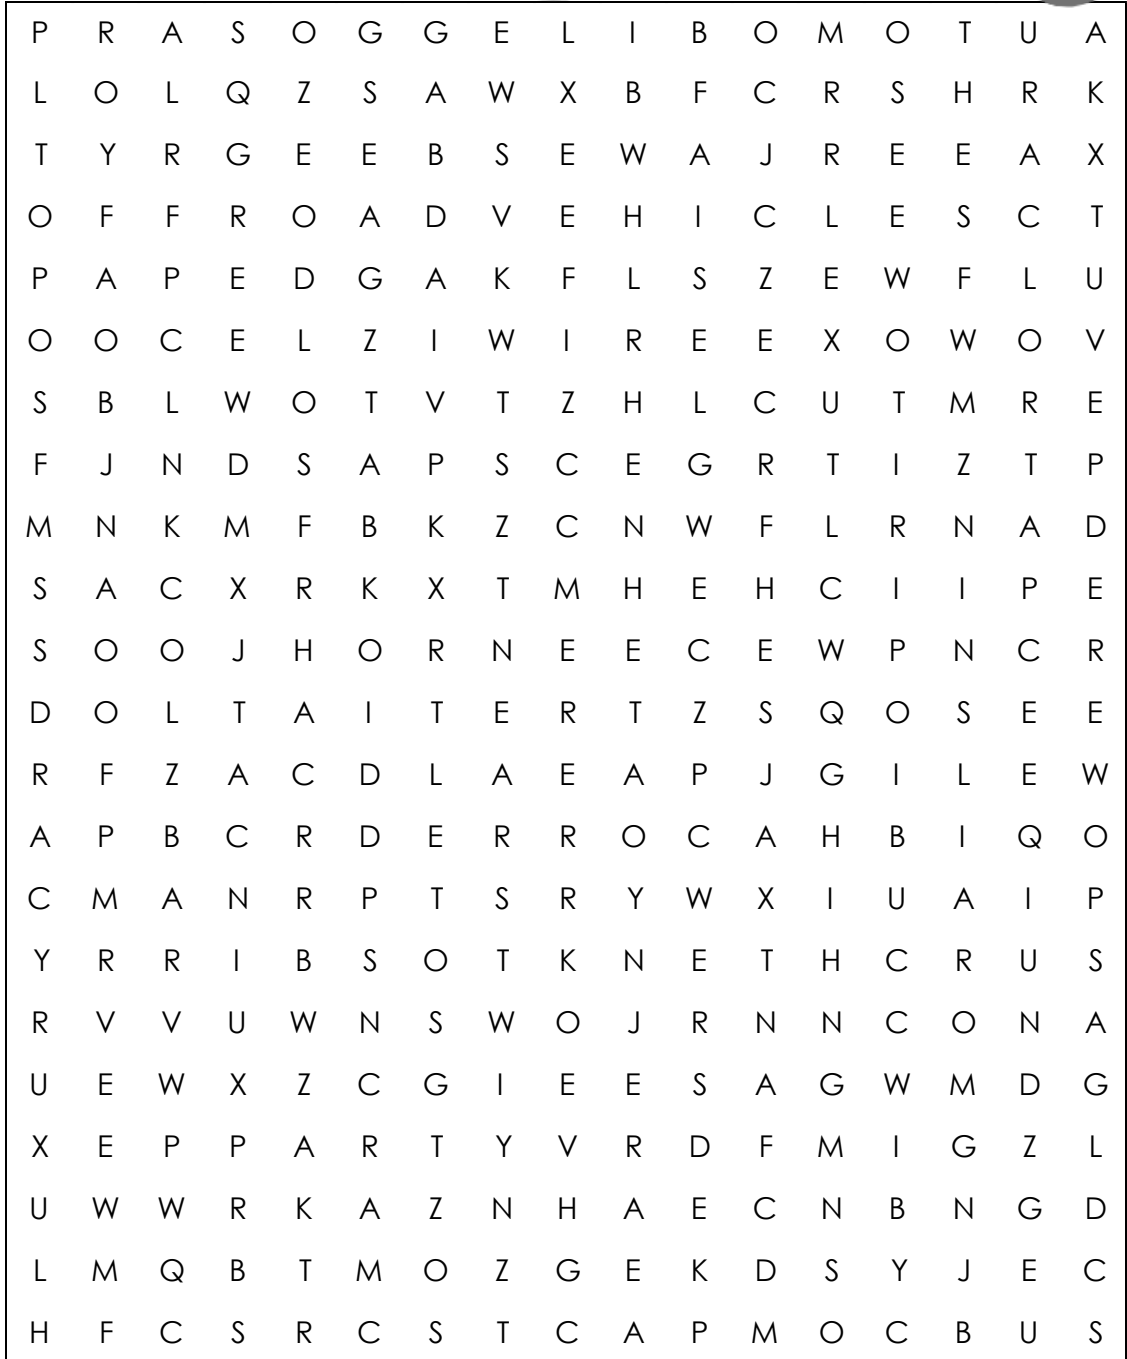 P R A S O G G E L I B O M O T U A
L O L Q Z S A W X B F C R S H R K
T Y R G E E B S E W A J R E E A X
O F F R O A D V E H I C L E S C T
P A P E D G A K F L S Z E W F L U
O O C E L Z I W I R E E X O W O V
S B L W O T V T Z H L C U T M R E
F J N D S A P S C E G R T I Z T P
M N K M F B K Z C N W F L R N A D
S A C X R K X T M H E H C I I P E
S O O J H O R N E E C E W P N C R
D O L T A I T E R T Z S Q O S E E
R F Z A C D L A E A P J G I L E W
A P B C R D E R R O C A H B I Q O
C M A N R P T S R Y W X I U A I P
Y R R I B S O T K N E T H C R U S
R V V U W N S W O J R N N C O N A
U E W X Z C G I E E S A G W M D G
X E P P A R T Y V R D F M I G Z L
U W W R K A Z N H A E C N B N G D
L M Q B T M O Z G E K D S Y J E C
H F C S R C S T C A P M O C B U S